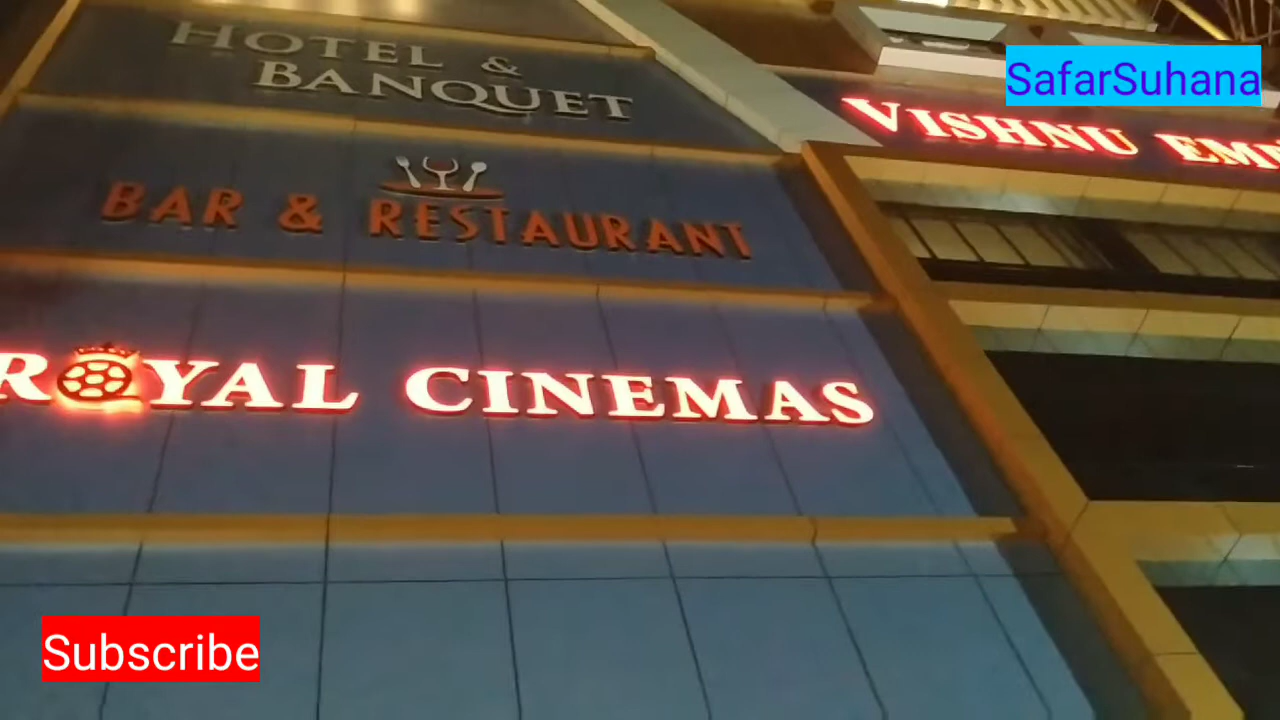 HOTEL &
BANQUET
SafarSuhana
VISHNU
BAR & RESTAURANT
ROYAL CINEMAS
Subscribe